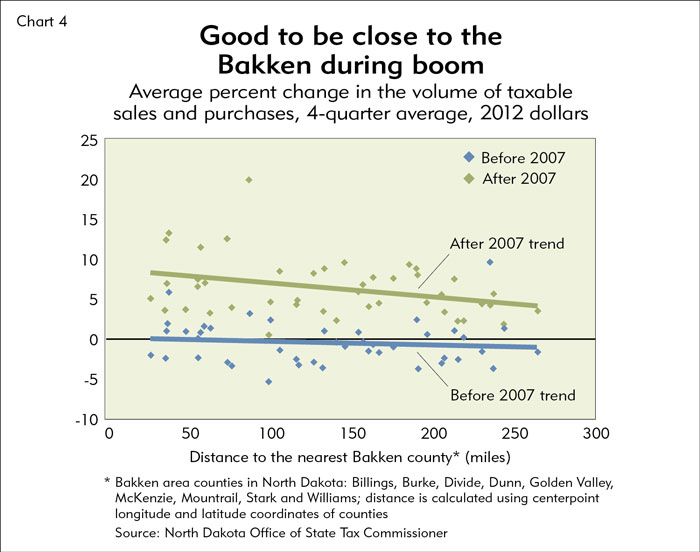 Chart 4
Good to be close to the
Bakken during boom
Average percent change in the volume of taxable
sales and purchases, 4-quarter average, 2012 dollars
25
20
15
10
5
0
-5
-10
Before 2007
After 2007
After 2007 trend
Before 2007 trend
0 50 100 150 200 250 300
Distance to the nearest Bakken county* (miles)
* Bakken area counties in North Dakota: Billings, Burke, Divide, Dunn, Golden Valley,
McKenzie, Mountrail, Stark and Williams; distance is calculated using centerpoint
longitude and latitude coordinates of counties
Source: North Dakota Office of State Tax Commissioner